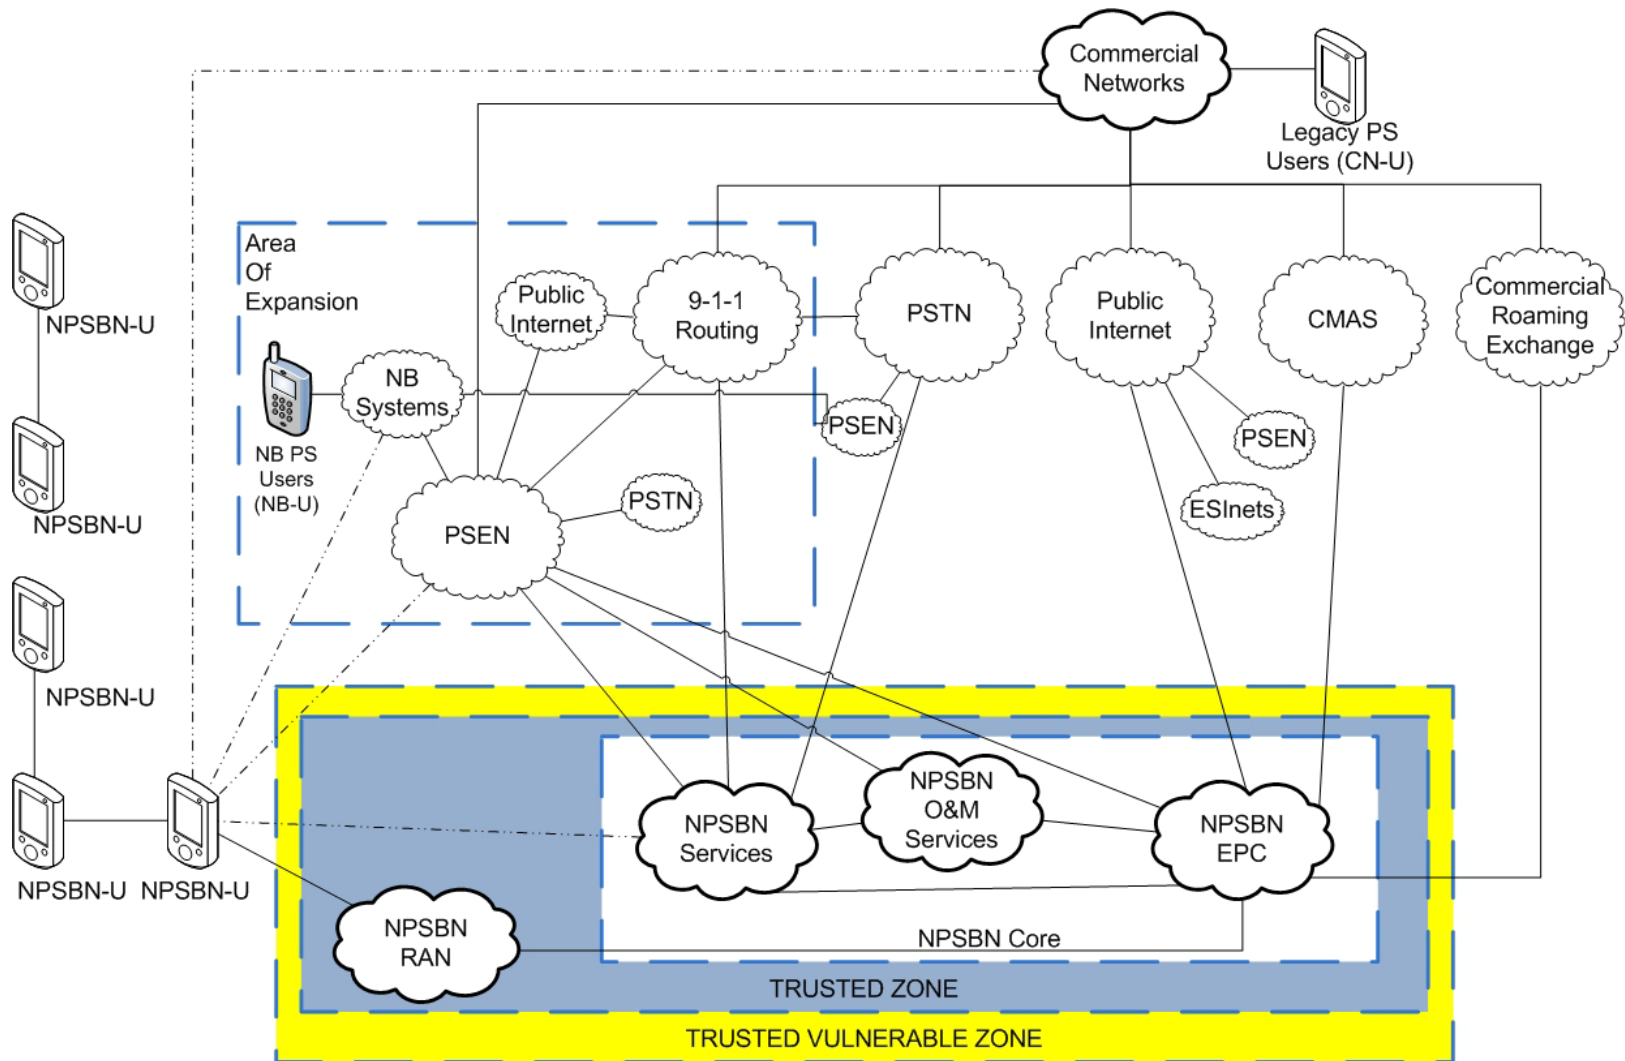 Commercial
Networks
Legacy PS
Users (CN-U)
Area
Of
Expansion
NPSBN-U
Public
Internet
9-1-1
Routing
PSTN
Public
Internet
CMAS
Commercial
Roaming
Exchange
NB
Systems
NB PS
Users
(NB-U)
PSEN
PSEN
NPSBN-U
PSTN
ESInets
PSEN
NPSBN-U
NPSBN
Services
NPSBN
O&M
Services
NPSBN
EPC
NPSBN-U
NPSBN-U
NPSBN
RAN
NPSBN Core
TRUSTED ZONE
TRUSTED VULNERABLE ZONE